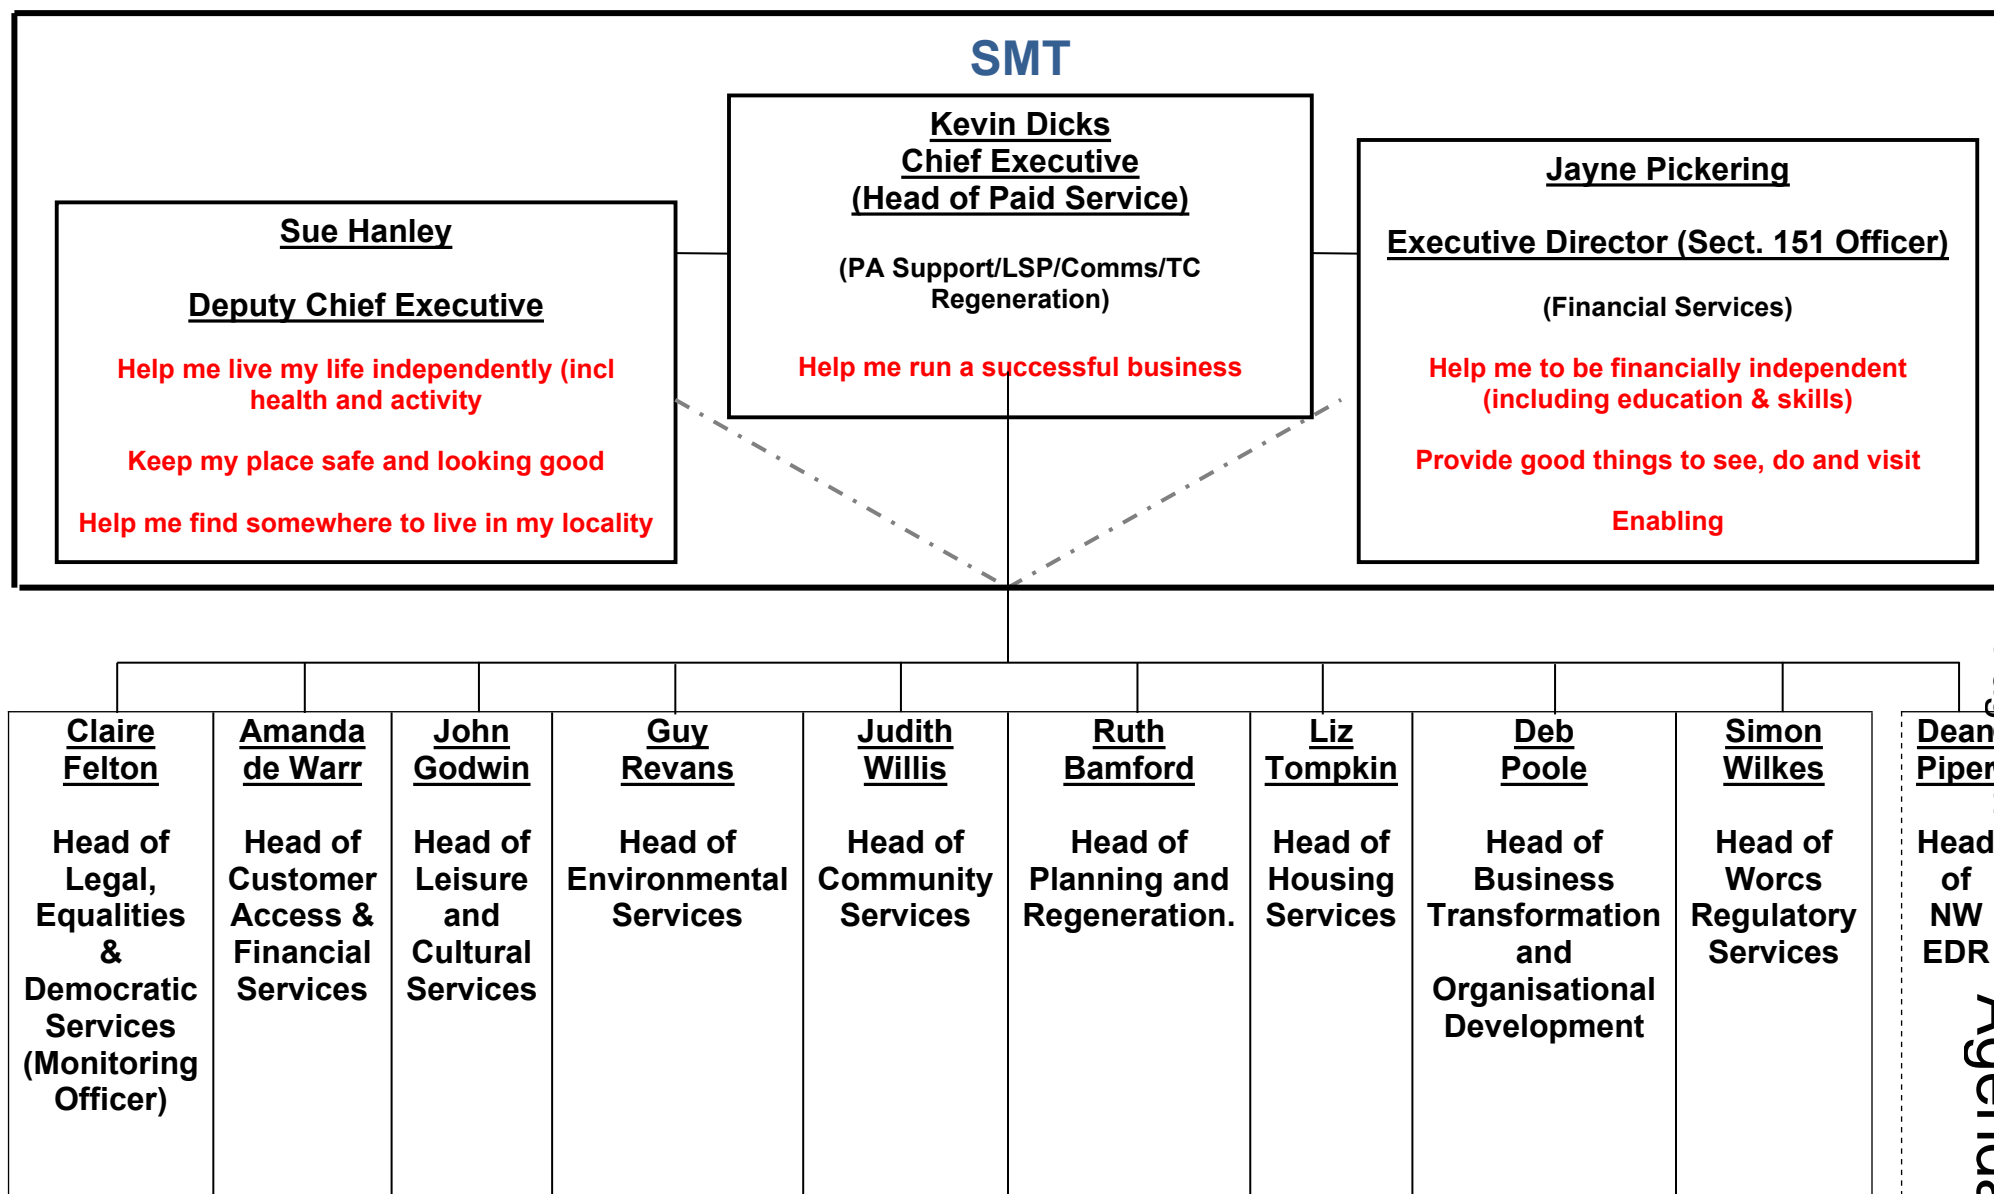 SMT
Kevin Dicks
Chief Executive
(Head of Paid Service)
(PA Support/LSP/Comms/TC
Regeneration)
Help me run a successful business
Sue Hanley
Deputy Chief Executive
Help me live my life independently (incl
health and activity
Keep my place safe and looking good
Help me find somewhere to live in my locality
Jayne Pickering
Executive Director (Sect. 151 Officer)
(Financial Services)
Help me to be financially independent
(including education & skills)
Provide good things to see, do and visit
Enabling
Claire
Felton
Head of
Legal,
Equalities
&
Democratic
Services
(Monitoring
Officer)
Amanda
de Warr
Head of
Customer
Access &
Financial
Services
John
Godwin
Head of
Leisure
and
Cultural
Services
Guy
Revans
Head of
Environmental
Services
Judith
Willis
Head of
Community
Services
Ruth
Bamford
Head of
Planning and
Regeneration.
Liz
Tompkin
Head of
Housing
Services
Deb
Poole
Head of
Business
Transformation
and
Organisational
Development
Simon
Wilkes
Head of
Worcs
Regulatory
Services
Dean
Piper
Head
of
NW
EDR
Agenda